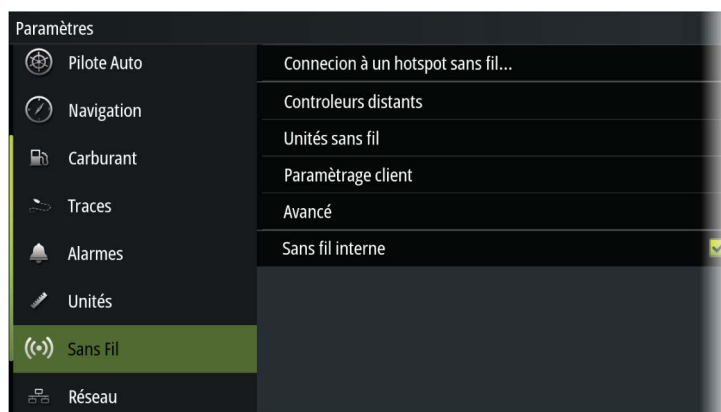 Paramètres
Pilote Auto
Navigation
Carburant
Traces
Alarmes
Unités
Sans Fil
Réseau
Connecion à un hotspot sans fil...
Controleurs distants
Unités sans fil
Paramètrage client
Avancé
Sans fil interne